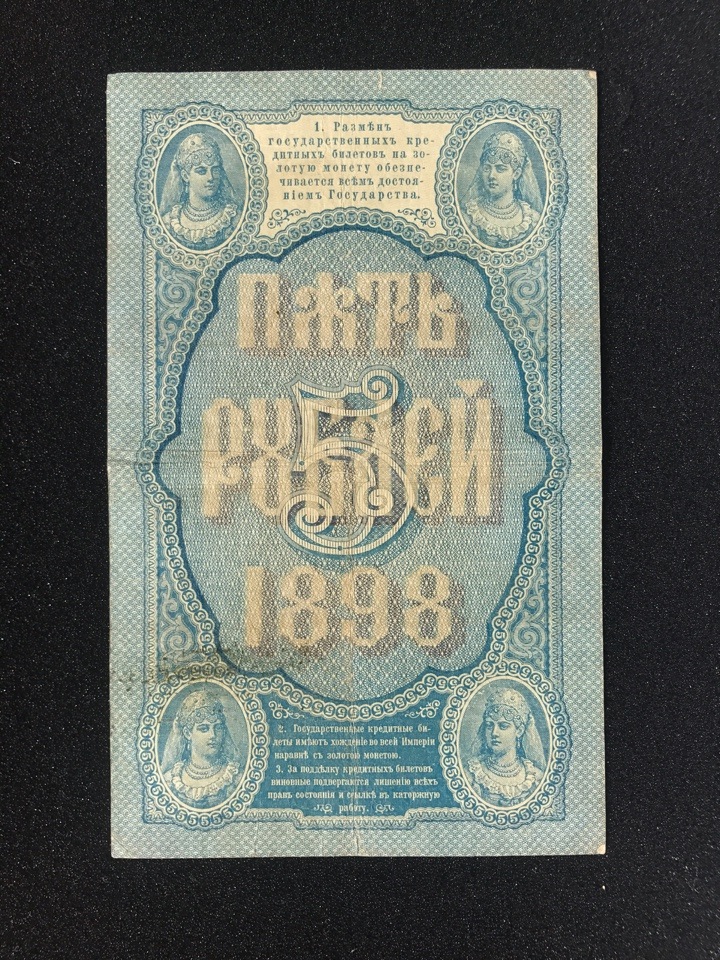 1. Размѣнъ
государственныхъ кре-
дитныхъ билетовъ на зо-
лотую монету обезпе-
чивается всѣмъ достоя-
ніемъ Государства.
ПѦТЬ
5
РУБЛЕЙ
1898
2. Государственные кредитные би-
леты имѣютъ хожденіе во всей Имперіи
наравнѣ съ золотою монетою.
3. За поддѣлку кредитныхъ билетовъ
виновные подвергаются лишенію всѣхъ
правъ состоянія и ссылкѣ въ каторжную
работу.